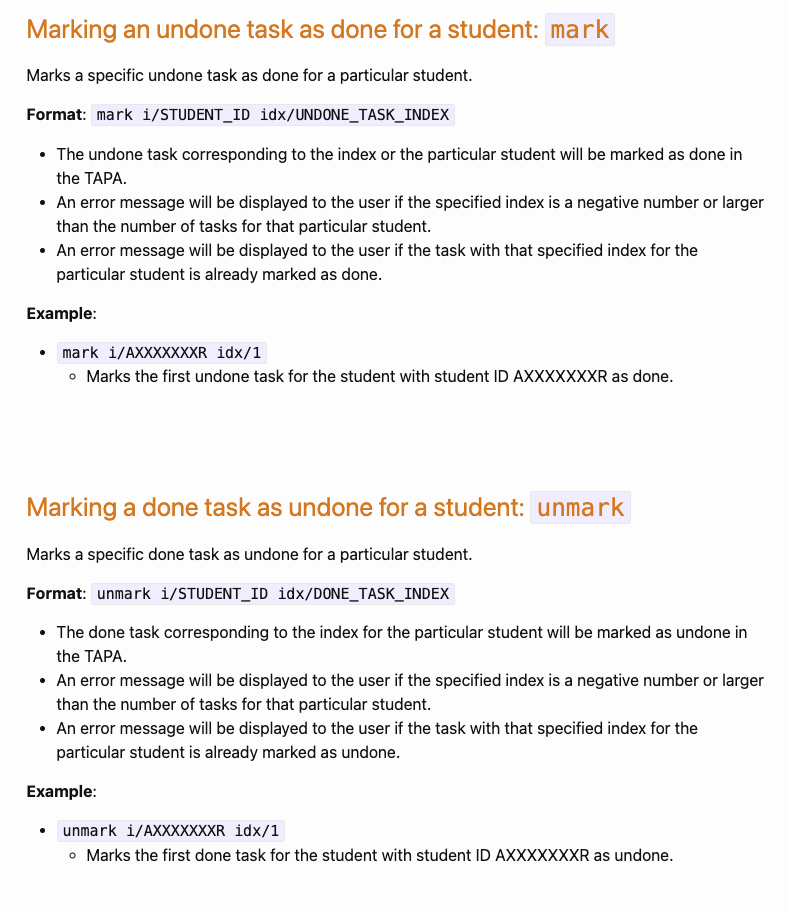 Marking an undone task as done for a student: mark
Marks a specific undone task as done for a particular student.
Format: mark i/STUDENT_ID idx/UNDONE_TASK_INDEX
• The undone task corresponding to the index or the particular student will be marked as done in
the TAPA.
• An error message will be displayed to the user if the specified index is a negative number or larger
than the number of tasks for that particular student.
• An error message will be displayed to the user if the task with that specified index for the
particular student is already marked as done.
Example:
• mark i/AXXXXXXXR idx/1
◦ Marks the first undone task for the student with student ID AXXXXXXXR as done.
Marking a done task as undone for a student: unmark
Marks a specific done task as undone for a particular student.
Format: unmark i/STUDENT_ID idx/DONE_TASK_INDEX
• The done task corresponding to the index for the particular student will be marked as undone in
the TAPA.
• An error message will be displayed to the user if the specified index is a negative number or larger
than the number of tasks for that particular student.
• An error message will be displayed to the user if the task with that specified index for the
particular student is already marked as undone.
Example:
• unmark i/AXXXXXXXR idx/1
◦ Marks the first done task for the student with student ID AXXXXXXXR as undone.